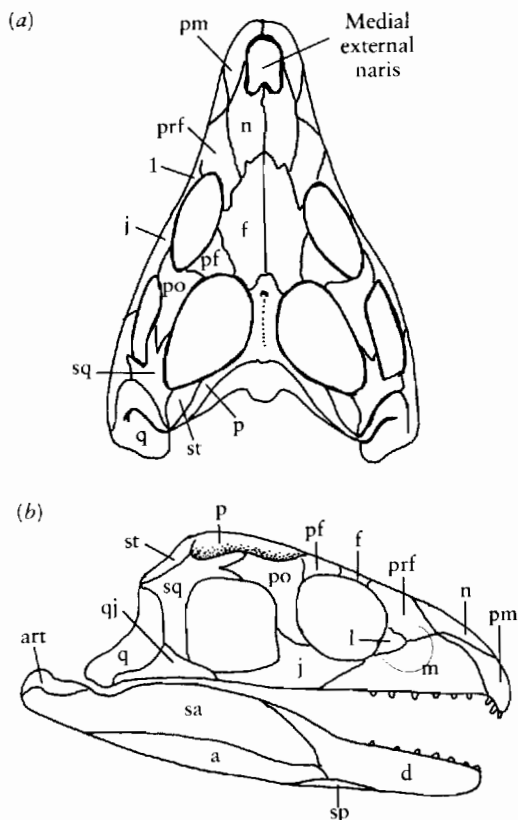 (a)
pm
Medial
external
naris
prf
n
l
j
f
pf
po
sq
q
st
p
(b)
p
st
pf
f
po
prf
sq
n
qj
pm
art
l
q
j
m
sa
a
d
sp